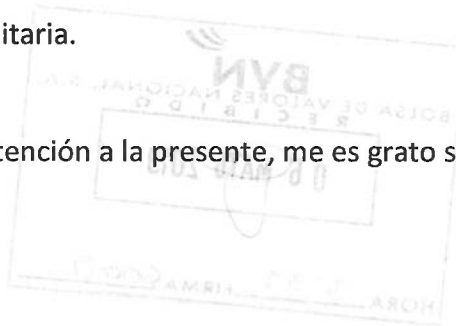 itaria.
BVN
BOLSA DE VALORES NACIONAL, S.A.
RECIBIDO
tención a la presente, me es grato s
HORA FIRMA